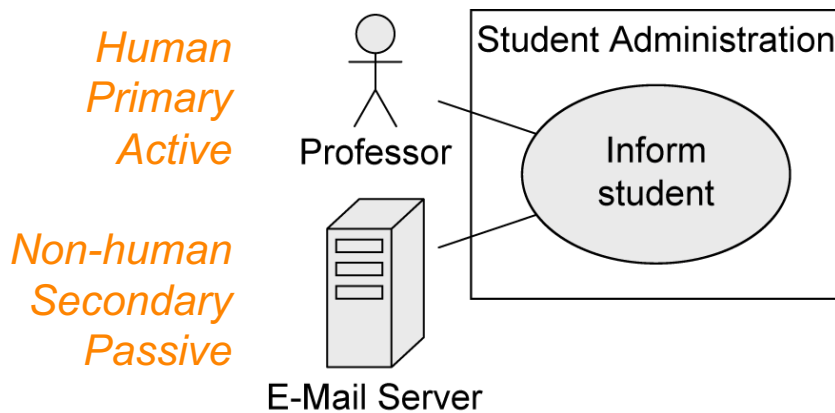 Human
Primary
Active
Professor
Student Administration
Inform
student
Non-human
Secondary
Passive
E-Mail Server